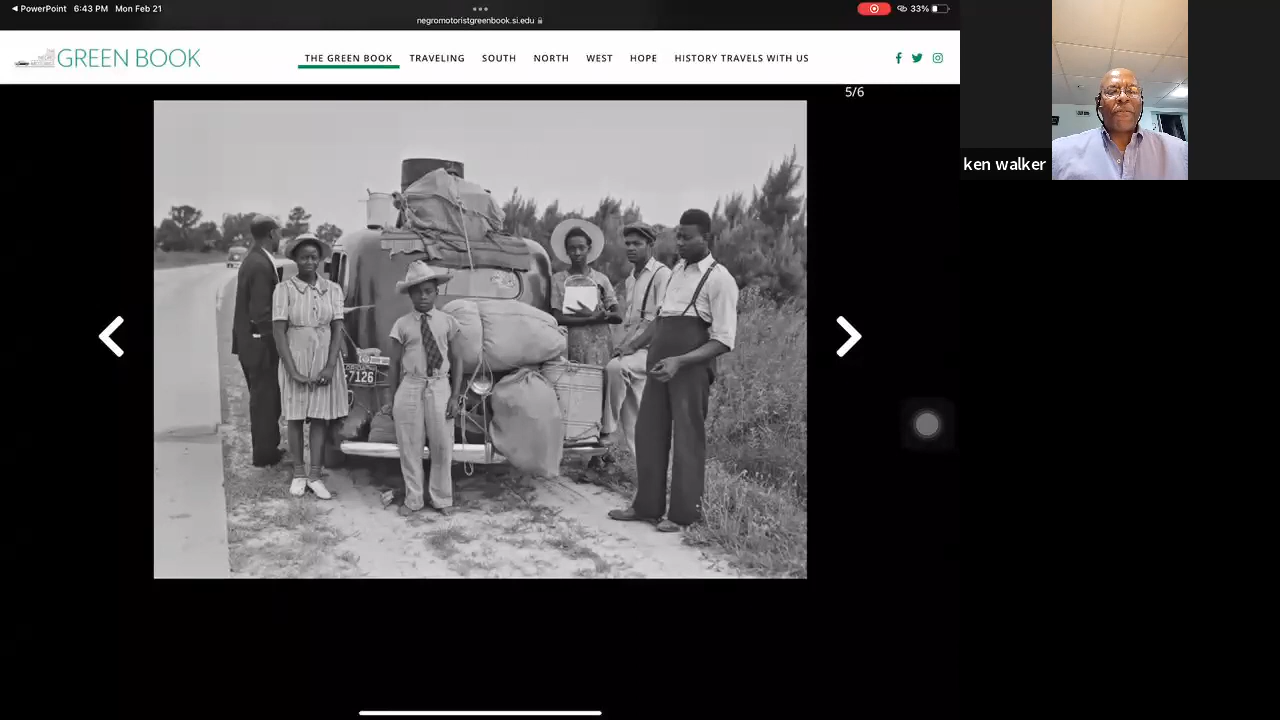 PowerPoint 6:43 PM Mon Feb 21
33%
negromotoristgreenbook.si.edu
GREEN BOOK
THE GREEN BOOK TRAVELING SOUTH NORTH WEST HOPE HISTORY TRAVELS WITH US
5/6
ken walker
7126